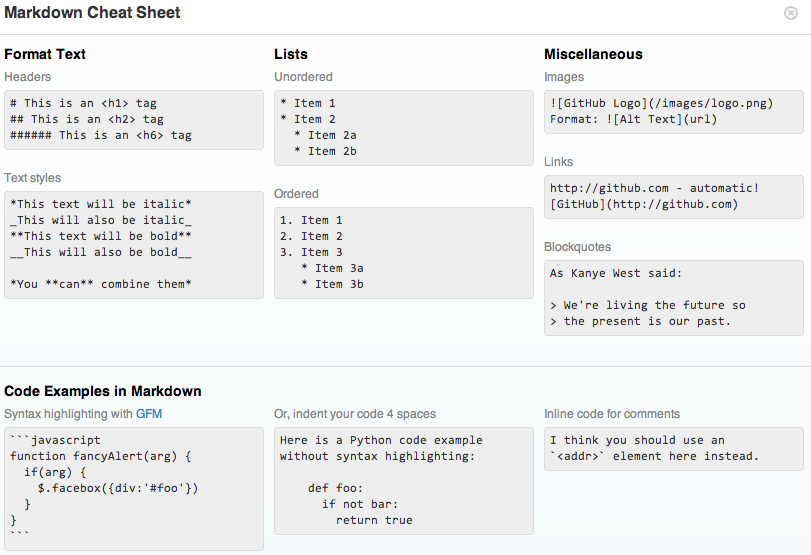 Markdown Cheat Sheet
Format Text
Headers
# This is an <h1> tag
## This is an <h2> tag
###### This is an <h6> tag
Text styles
*This text will be italic*
_This will also be italic_
**This text will be bold**
__This will also be bold__
*You **can** combine them*
Lists
Unordered
* Item 1
* Item 2
  * Item 2a
  * Item 2b
Ordered
1. Item 1
2. Item 2
3. Item 3
   * Item 3a
   * Item 3b
Miscellaneous
Images
![GitHub Logo](/images/logo.png)
Format: ![Alt Text](url)
Links
http://github.com - automatic!
[GitHub](http://github.com)
Blockquotes
As Kanye West said:
> We're living the future so
> the present is our past.
Code Examples in Markdown
Syntax highlighting with GFM
```javascript
function fancyAlert(arg) {
  if(arg) {
    $.facebox({div:'#foo'})
  }
}
```
Or, indent your code 4 spaces
Here is a Python code example
without syntax highlighting:
    def foo:
      if not bar:
        return true
Inline code for comments
I think you should use an
`<addr>` element here instead.